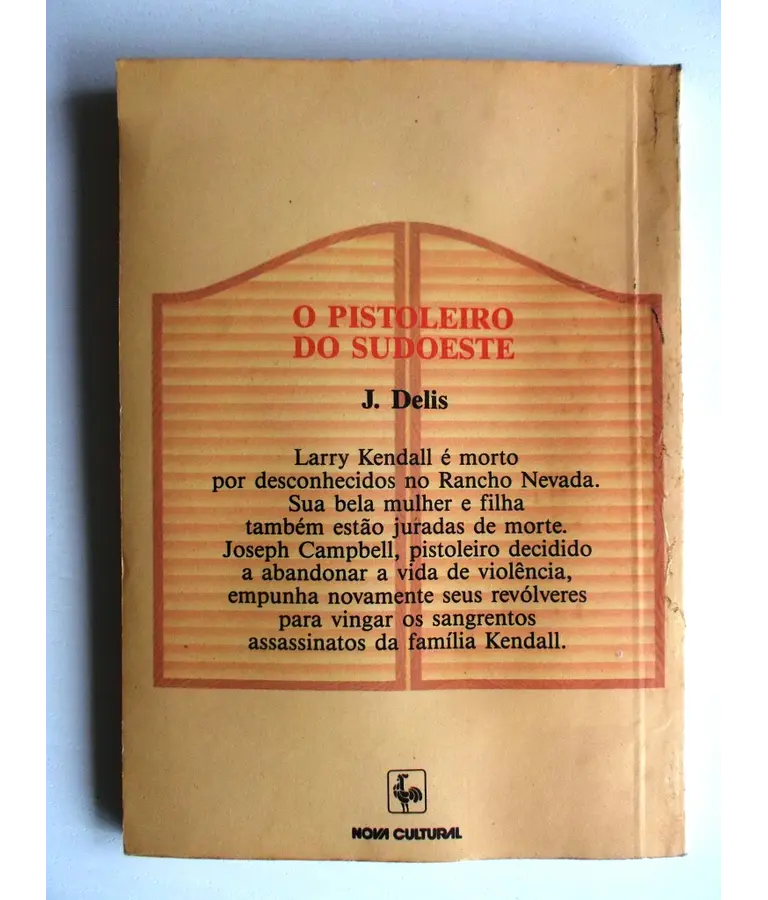 O PISTOLEIRO
DO SUDOESTE
J. Delis
Larry Kendall é morto
por desconhecidos no Rancho Nevada.
Sua bela mulher e filha
também estão juradas de morte.
Joseph Campbell, pistoleiro decidido
a abandonar a vida de violência,
empunha novamente seus revólveres
para vingar os sangrentos
assassinatos da família Kendall.
NOVA CULTURAL